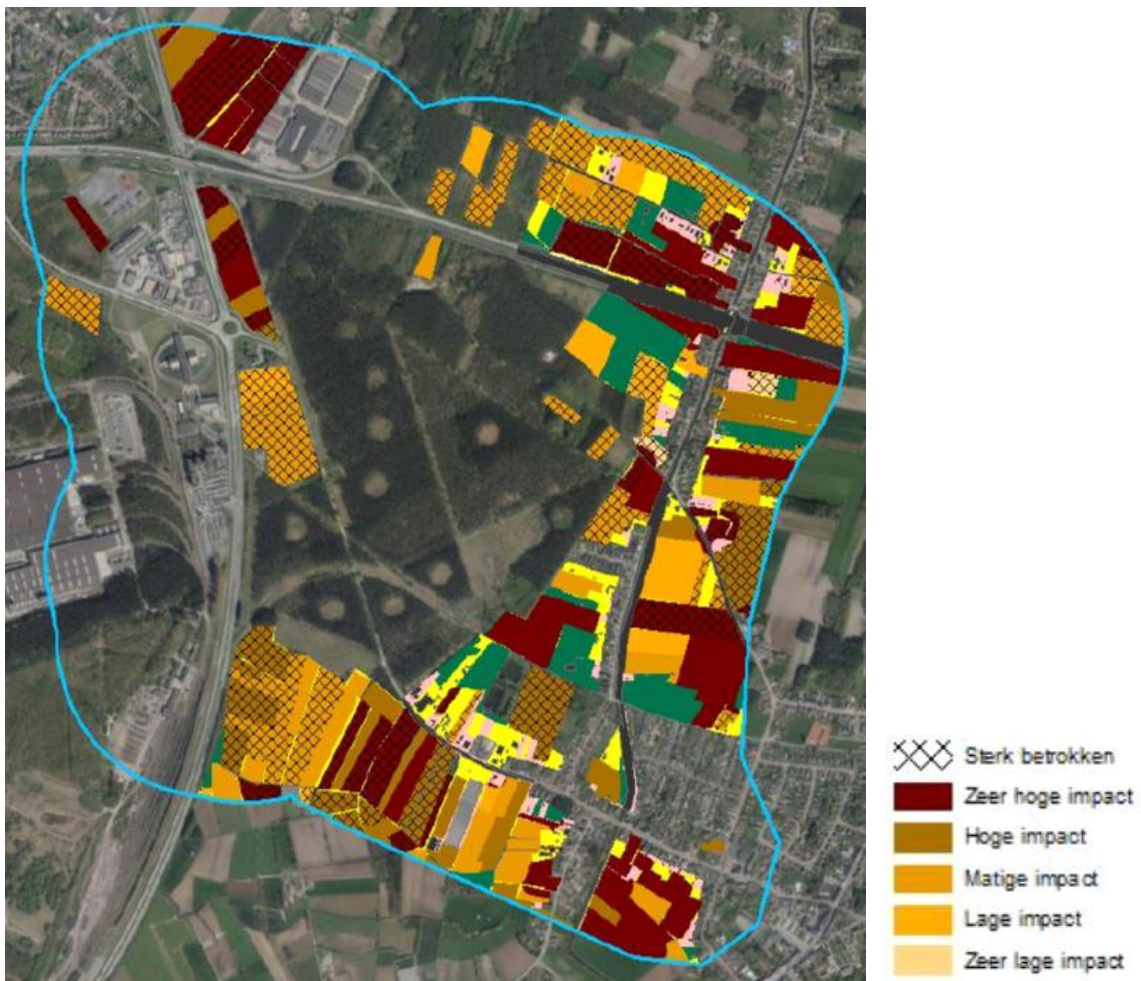 Sterk betrokken
Zeer hoge impact
Hoge impact
Matige impact
Lage impact
Zeer lage impact